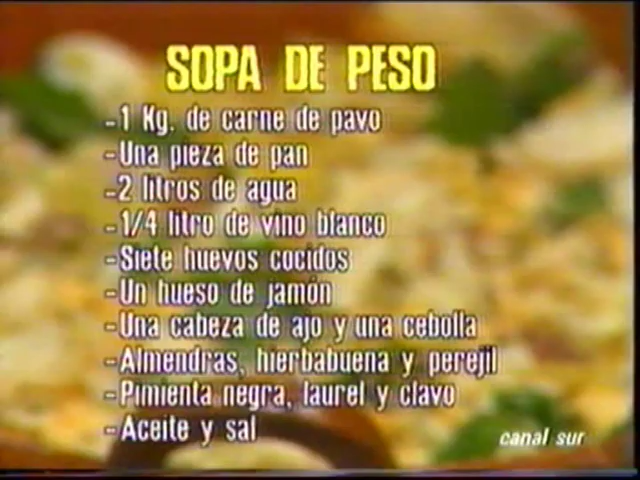 SOPA DE PESO
-1 Kg. de carne de pavo
-Una pieza de pan
-2 litros de agua
-1/4 litro de vino blanco
-Siete huevos cocidos
-Un hueso de jamón
-Una cabeza de ajo y una cebolla
-Almendras, hierbabuena y perejil
-Pimienta negra, laurel y clavo
-Aceite y sal
canal sur